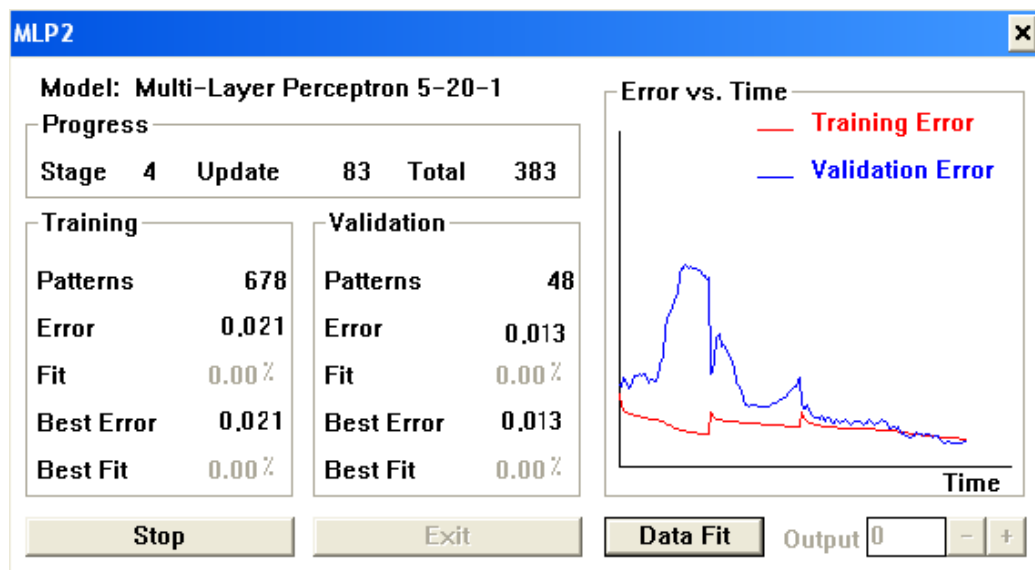 MLP2
Model: Multi-Layer Perceptron 5-20-1
Progress
Stage 4 Update 83 Total 383
Training
Patterns 678
Error 0.021
Fit 0.00%
Best Error 0.021
Best Fit 0.00%
Validation
Patterns 48
Error 0.013
Fit 0.00%
Best Error 0.013
Best Fit 0.00%
Error vs. Time
Training Error
Validation Error
Time
Stop
Exit
Data Fit
Output 0 - +